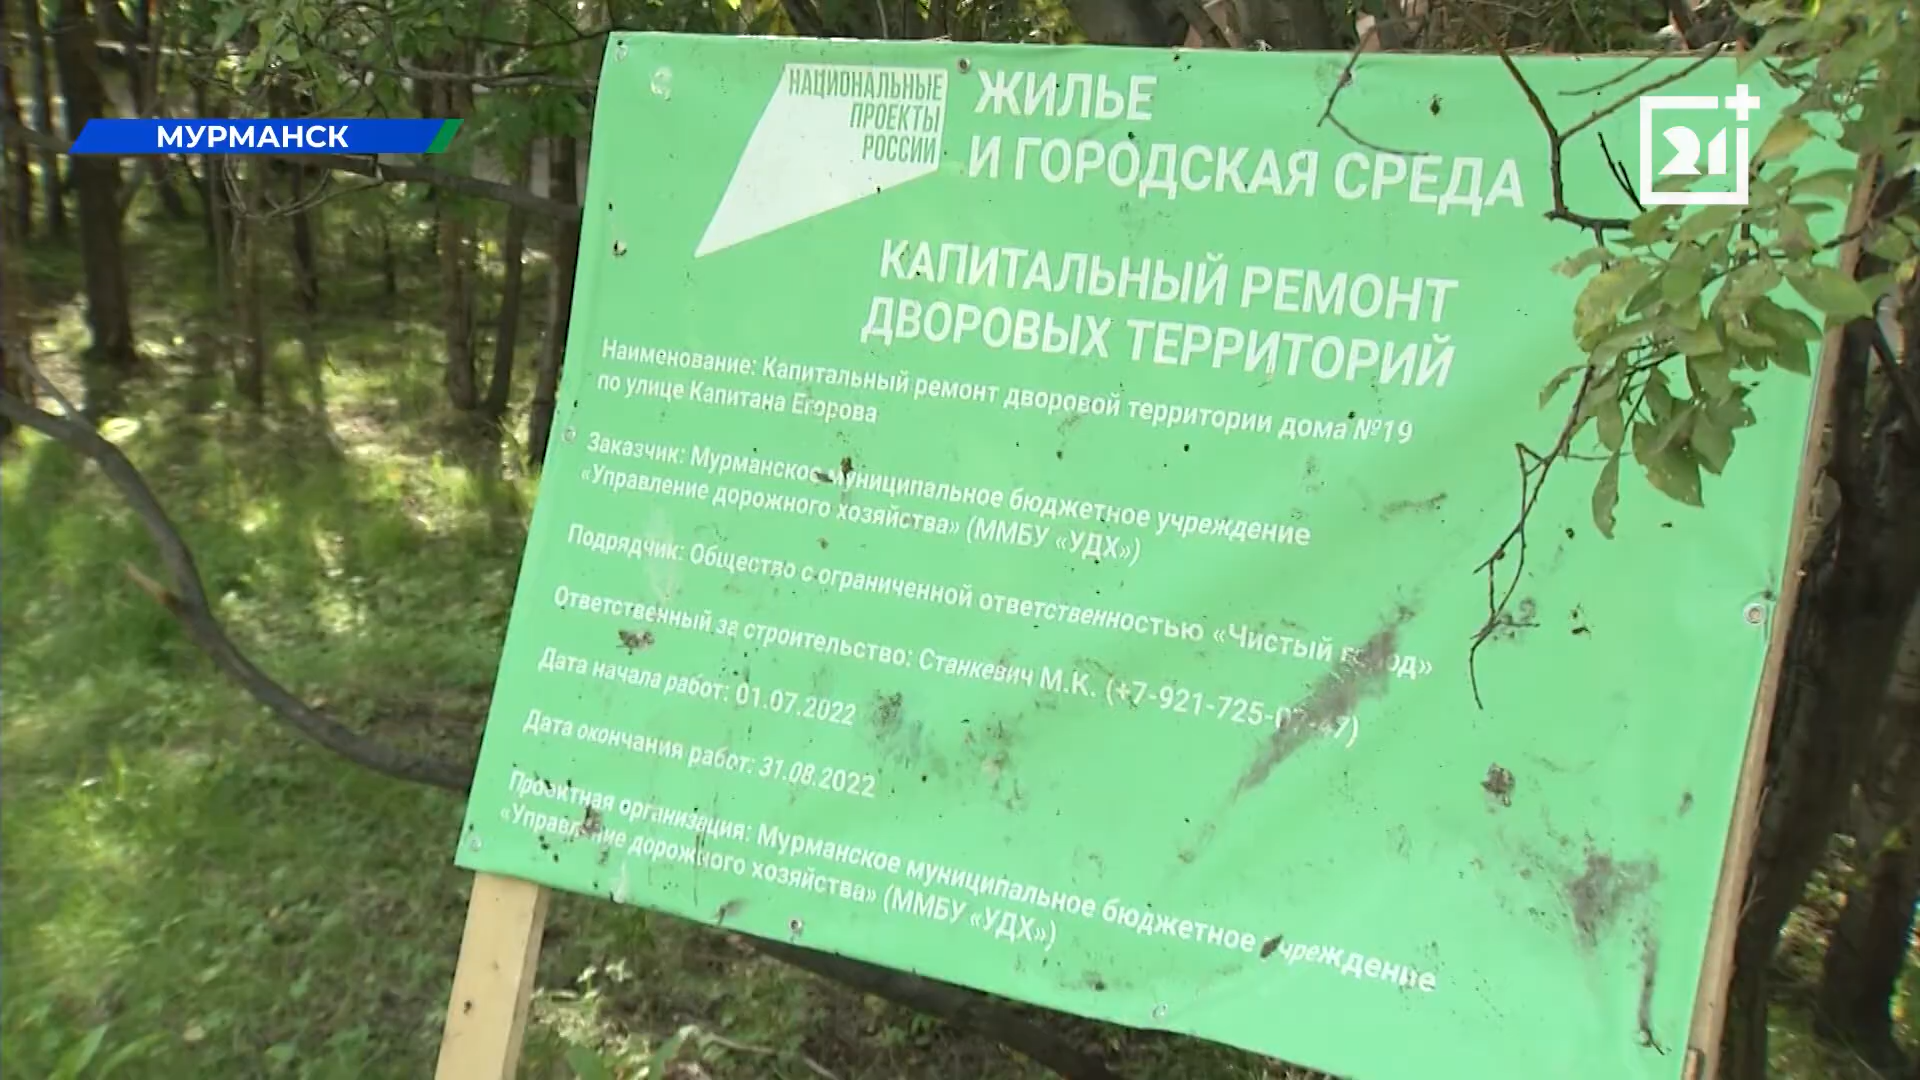 МУРМАНСК
21+
НАЦИОНАЛЬНЫЕ
ПРОЕКТЫ
РОССИИ
ЖИЛЬЕ
И ГОРОДСКАЯ СРЕДА
КАПИТАЛЬНЫЙ РЕМОНТ
ДВОРОВЫХ ТЕРРИТОРИЙ
Наименование: Капитальный ремонт дворовой территории дома №19
по улице Капитана Егорова
Заказчик: Мурманское муниципальное бюджетное учреждение
«Управление дорожного хозяйства» (ММБУ «УДХ»)
Подрядчик: Общество с ограниченной ответственностью «Чистый город»
Ответственный за строительство: Станкевич М.К.
Дата начала работ: 01.07.2022
Дата окончания работ: 31.08.2022
Проектная организация: Мурманское муниципальное бюджетное учреждение
«Управление дорожного хозяйства» (ММБУ «УДХ»)